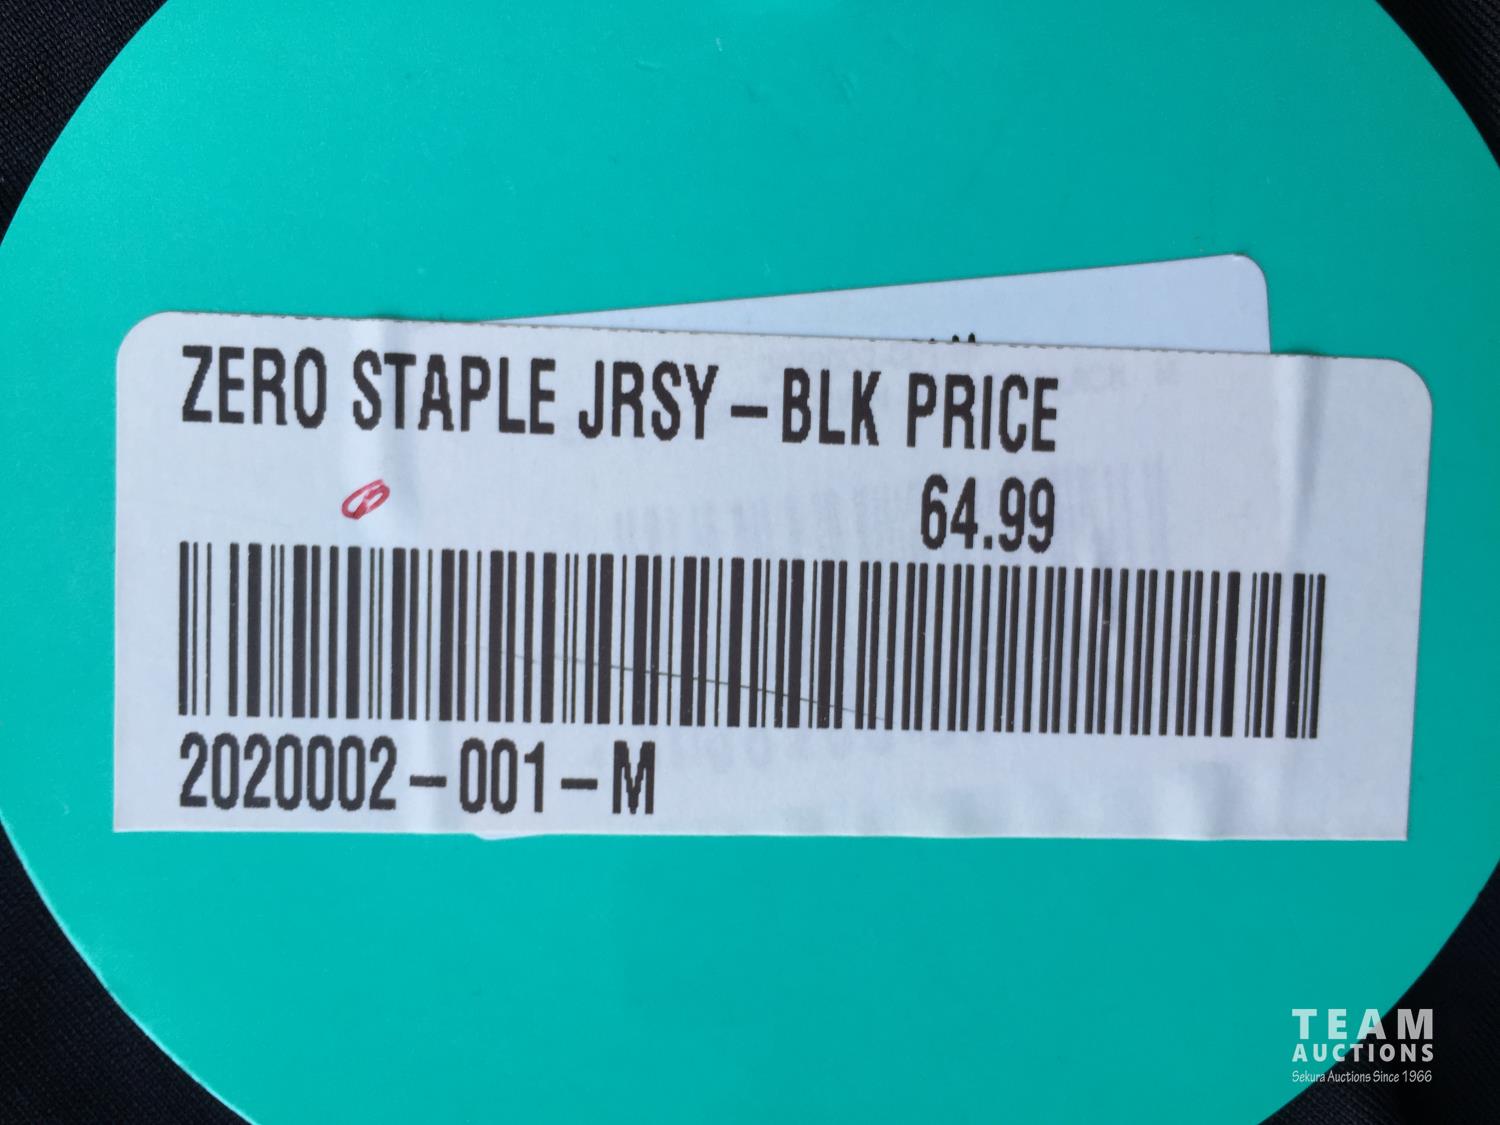 ZERO STAPLE JRSY-BLK PRICE
64.99
2020002-001-M
TEAM
AUCTIONS
Sekura Auctions Since 1966